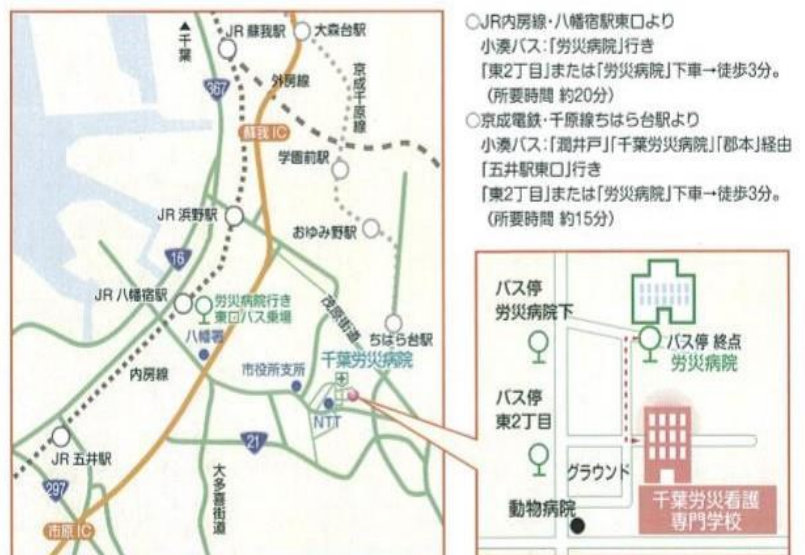 ○JR内房線・八幡宿駅東口より
小湊バス:「労災病院」行き
「東2丁目」または「労災病院」下車→徒歩3分。
(所要時間 約20分)
○京成電鉄・千原線ちはら台駅より
小湊バス:「潤井戸」「千葉労災病院」「郡本」経由
「五井駅東口」行き
「東2丁目」または「労災病院」下車→徒歩3分。
(所要時間 約15分)
▲千葉
JR 蘇我駅
大森台駅
367
外房線
京成千原線
蘇我IC
学園前駅
JR 浜野駅
おゆみ野駅
16
JR 八幡宿駅
労災病院行き
東口バス乗場
茂原街道
八幡署
ちはら台駅
内房線
市役所支所
千葉労災病院
NTT
21
JR 五井駅
大多喜街道
297
市原IC
バス停
労災病院下
バス停 終点
労災病院
バス停
東2丁目
グラウンド
動物病院
千葉労災看護
専門学校